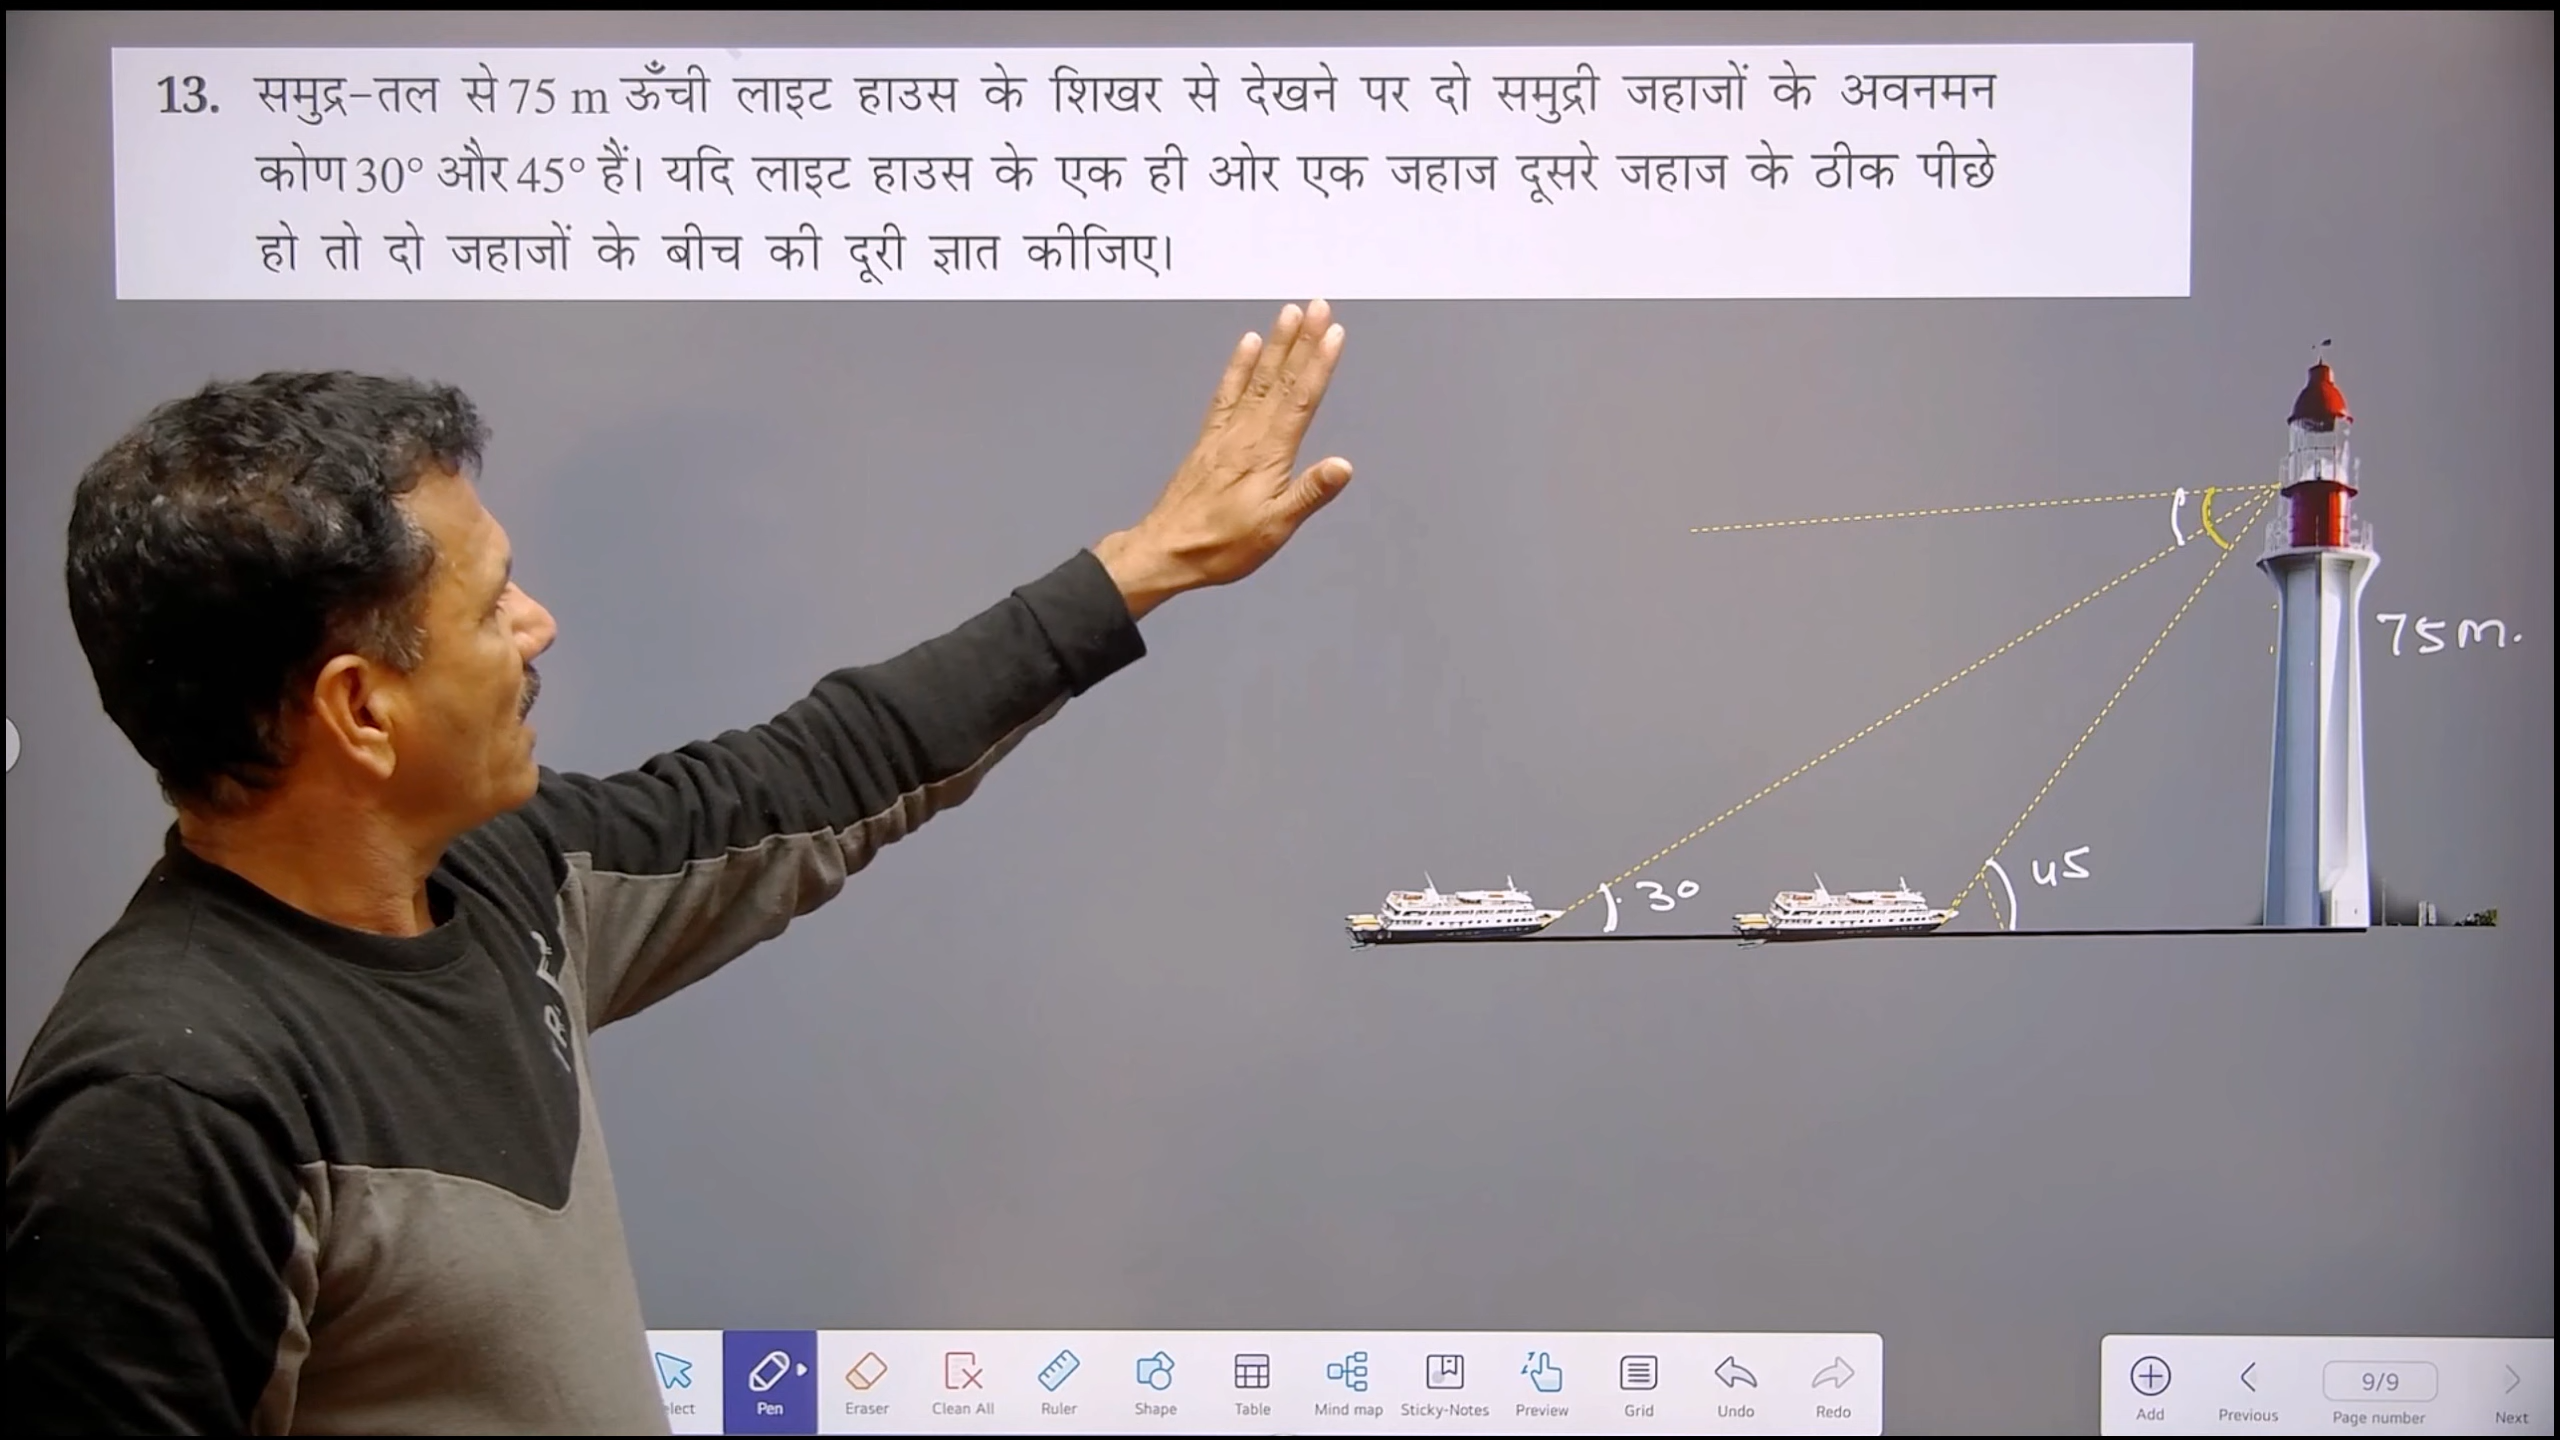 13. समुद्र-तल से 75 m ऊँची लाइट हाउस के शिखर से देखने पर दो समुद्री जहाजों के अवनमन
कोण 30° और 45° हैं। यदि लाइट हाउस के एक ही ओर एक जहाज दूसरे जहाज के ठीक पीछे
हो तो दो जहाजों के बीच की दूरी ज्ञात कीजिए।
75m.
30
45
lect
Pen
Eraser
Clean All
Ruler
Shape
Table
Mind map
Sticky-Notes
Preview
Grid
Undo
Redo
Add
Previous
9/9
Page number
Next